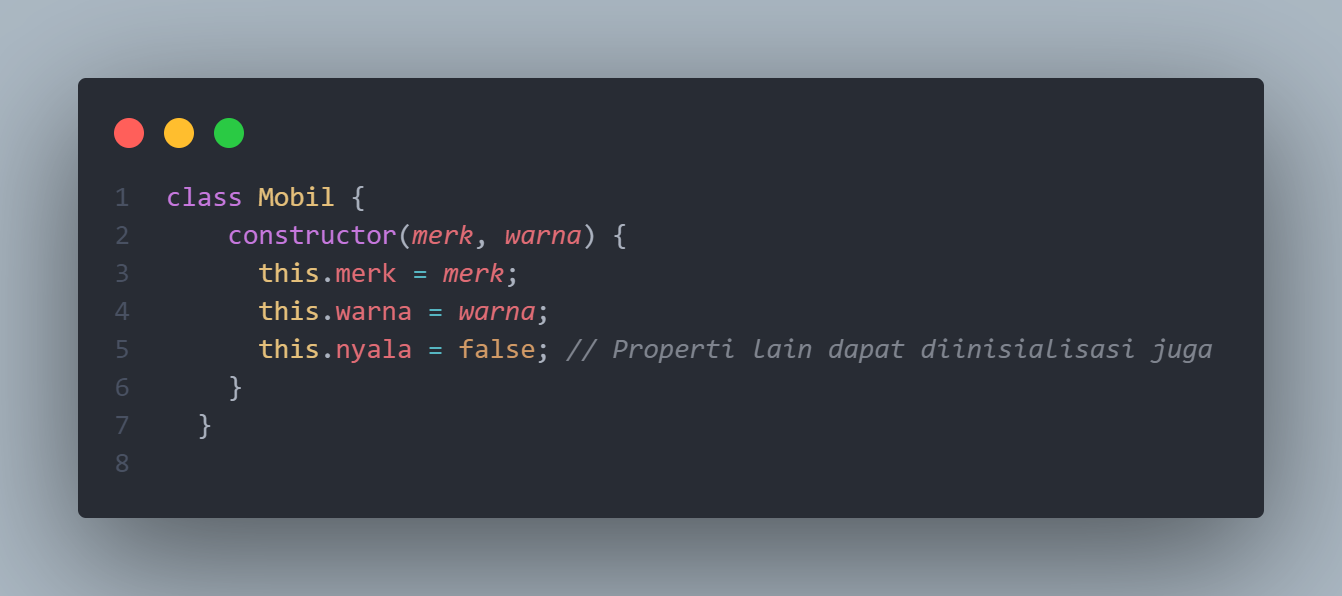 1 class Mobil {
2     constructor(merk, warna) {
3       this.merk = merk;
4       this.warna = warna;
5       this.nyala = false; // Properti lain dapat diinisialisasi juga
6     }
7   }
8